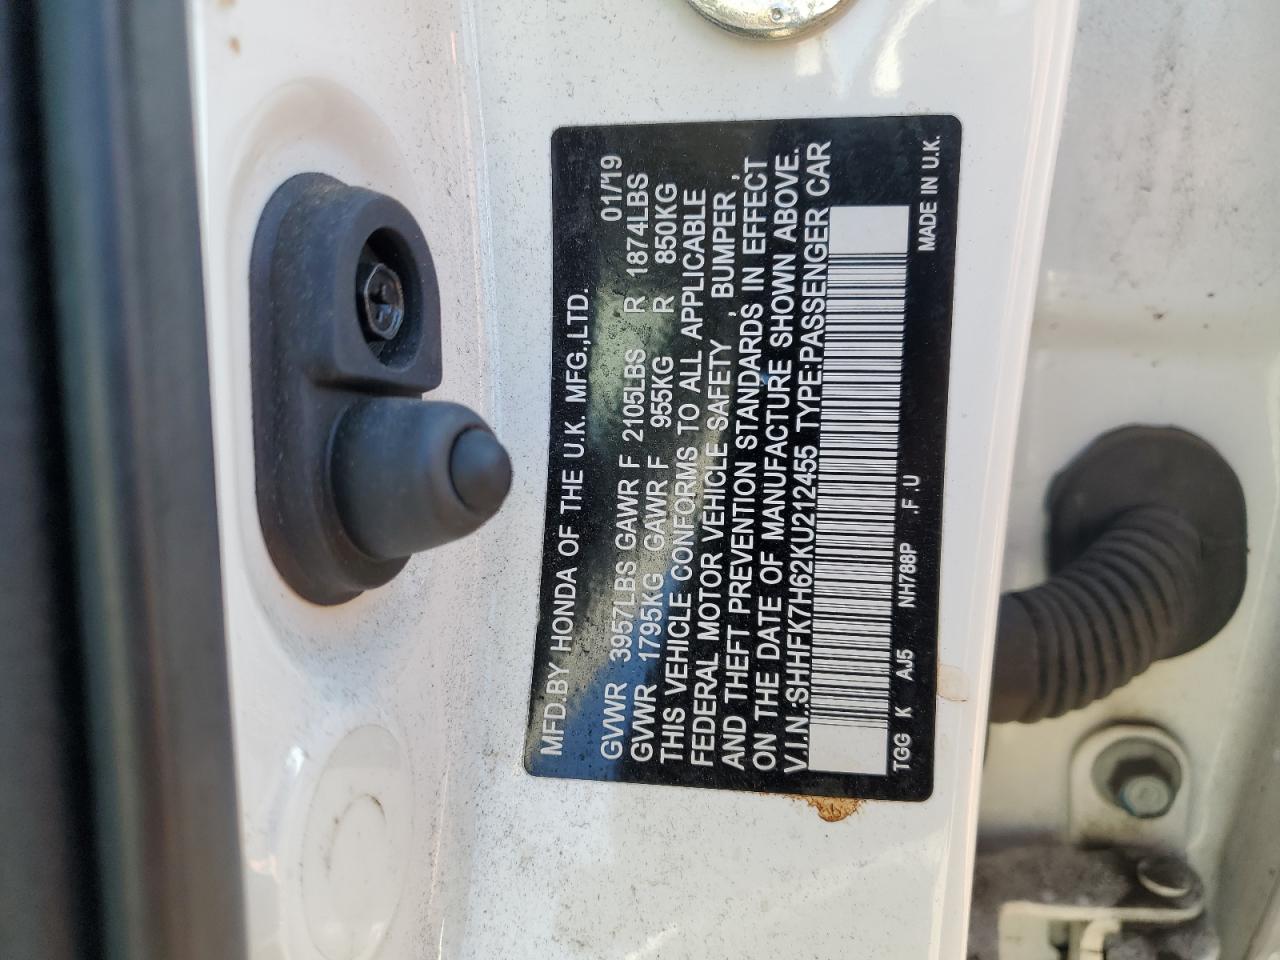 MFD.BY HONDA OF THE U.K. MFG.,LTD. 01/19
GVWR 3957LBS GAWR F 2105LBS R 1874LBS
GVWR 1795KG GAWR F 955KG R 850KG
THIS VEHICLE CONFORMS TO ALL APPLICABLE
FEDERAL MOTOR VEHICLE SAFETY , BUMPER ,
AND THEFT PREVENTION STANDARDS IN EFFECT
ON THE DATE OF MANUFACTURE SHOWN ABOVE.
V.I.N.:SHHFK7H62KU212455 TYPE:PASSENGER CAR
TGG K AJ5 NH788P .F.U MADE IN U.K.